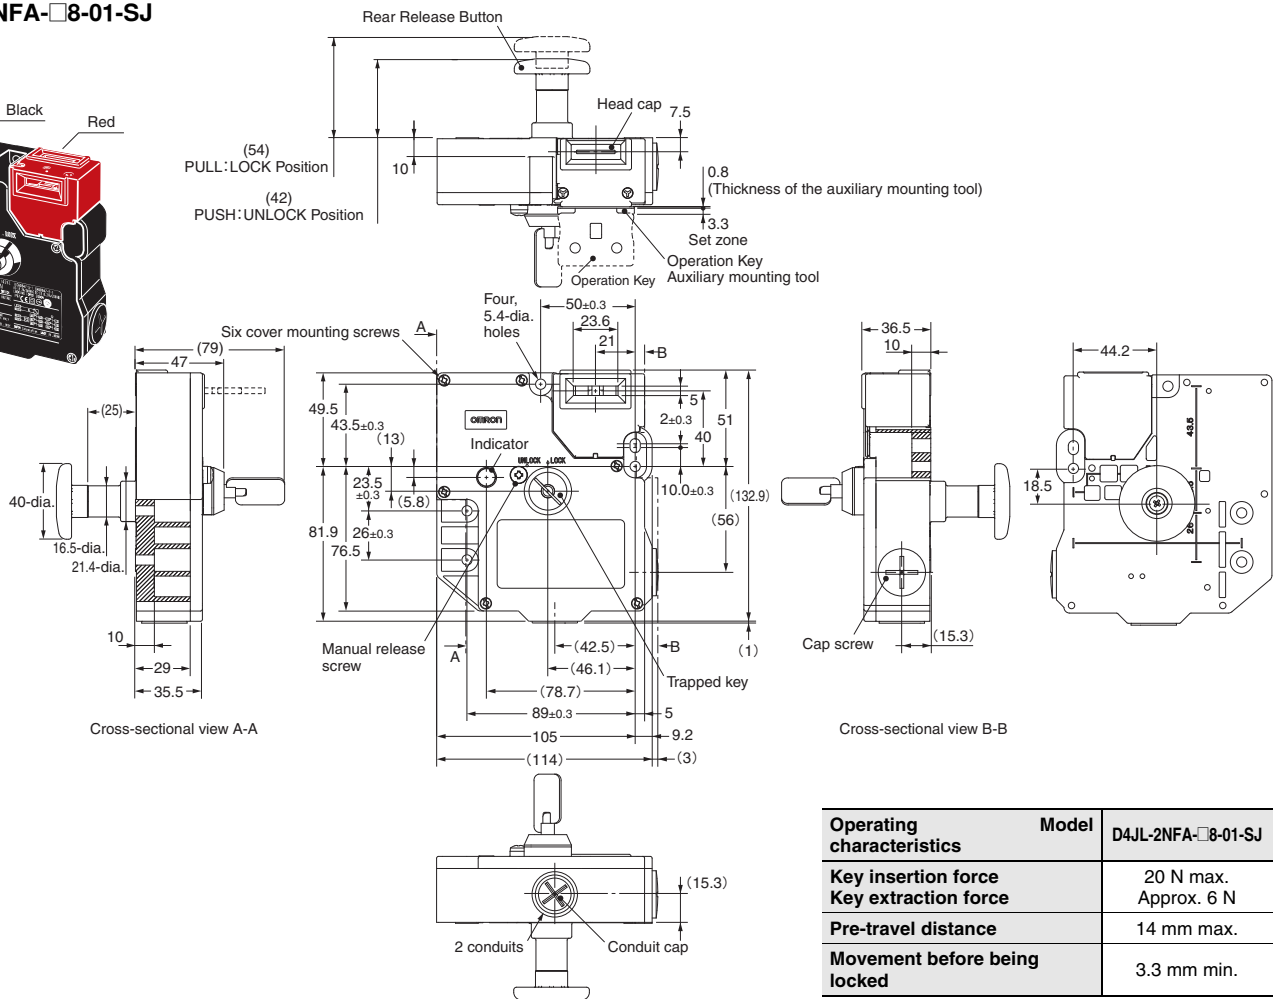 NFA-□8-01-SJ
Rear Release Button
Black
Red
Head cap
7.5
(54)
PULL:LOCK Position
10
(42)
PUSH:UNLOCK Position
0.8
(Thickness of the auxiliary mounting tool)
3.3
Set zone
Operation Key
Auxiliary mounting tool
Operation Key
Four,
5.4-dia.
holes
50±0.3
23.6
21
Six cover mounting screws
A
B
(79)
47
(25)
49.5
43.5±0.3
(13)
OMRON
Indicator
UNLOCK
LOCK
5
2±0.3
40
51
23.5
±0.3
(5.8)
10.0±0.3
(132.9)
(56)
40-dia.
16.5-dia.
21.4-dia.
81.9
76.5
26±0.3
10
29
35.5
Manual release
screw
A
B
(42.5)
(46.1)
(1)
Trapped key
(78.7)
89±0.3
5
105
9.2
(114)
(3)
Cross-sectional view A-A
36.5
10
44.2
43.5
18.5
26
Cap screw
(15.3)
Cross-sectional view B-B
(15.3)
2 conduits
Conduit cap
Operating characteristics Model D4JL-2NFA-□8-01-SJ
Key insertion force 20 N max.
Key extraction force Approx. 6 N
Pre-travel distance 14 mm max.
Movement before being locked 3.3 mm min.